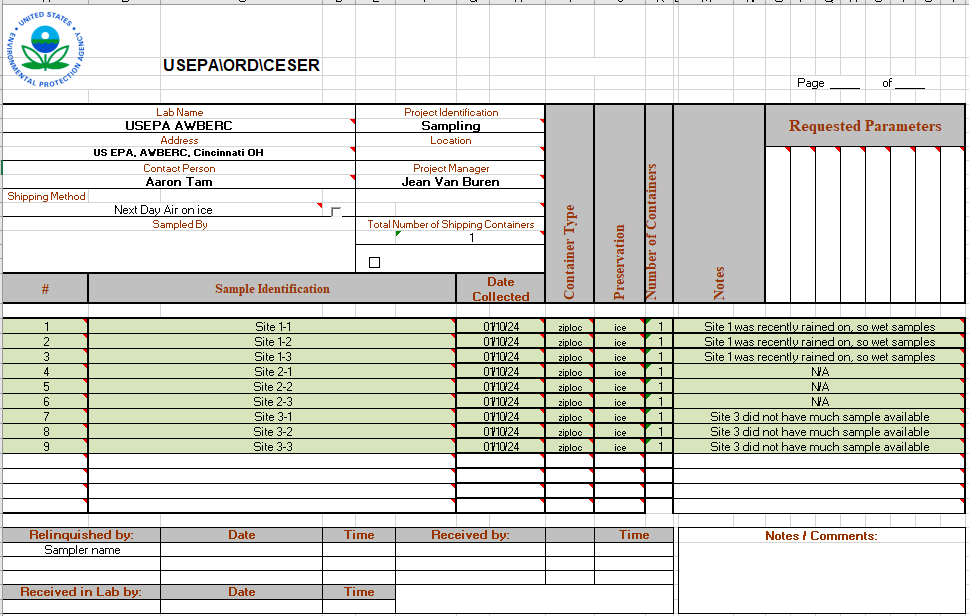 UNITED STATES
ENVIRONMENTAL PROTECTION AGENCY
USEPA\ORD\CESER
Page _____ of _____
Lab Name
USEPA AWBERC
Address
US EPA, AWBERC, Cincinnati OH
Contact Person
Aaron Tam
Shipping Method
Next Day Air on ice
Sampled By
Project Identification
Sampling
Location
Project Manager
Jean Van Buren
Total Number of Shipping Containers
1
Container Type
Preservation
Number of Containers
Notes
Requested Parameters
# Sample Identification Date Collected
1 Site 1-1 01/10/24 ziploc ice 1 Site 1 was recently rained on, so wet samples
2 Site 1-2 01/10/24 ziploc ice 1 Site 1 was recently rained on, so wet samples
3 Site 1-3 01/10/24 ziploc ice 1 Site 1 was recently rained on, so wet samples
4 Site 2-1 01/10/24 ziploc ice 1 N/A
5 Site 2-2 01/10/24 ziploc ice 1 N/A
6 Site 2-3 01/10/24 ziploc ice 1 N/A
7 Site 3-1 01/10/24 ziploc ice 1 Site 3 did not have much sample available
8 Site 3-2 01/10/24 ziploc ice 1 Site 3 did not have much sample available
9 Site 3-3 01/10/24 ziploc ice 1 Site 3 did not have much sample available
Relinquished by: Date Time Received by: Time Notes / Comments:
Sampler name
Received in Lab by: Date Time